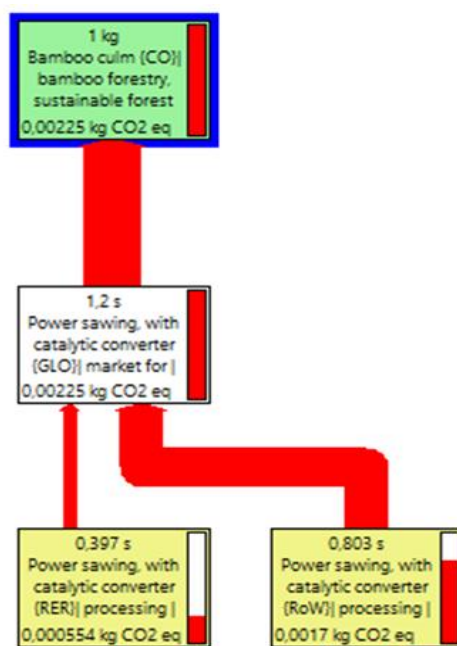 1 kg
Bamboo culm {CO}|
bamboo forestry,
sustainable forest
0,00225 kg CO2 eq
1,2 s
Power sawing, with
catalytic converter
{GLO}| market for |
0,00225 kg CO2 eq
0,397 s
Power sawing, with
catalytic converter
{RER}| processing |
0,000554 kg CO2 eq
0,803 s
Power sawing, with
catalytic converter
{RoW}| processing |
0,0017 kg CO2 eq